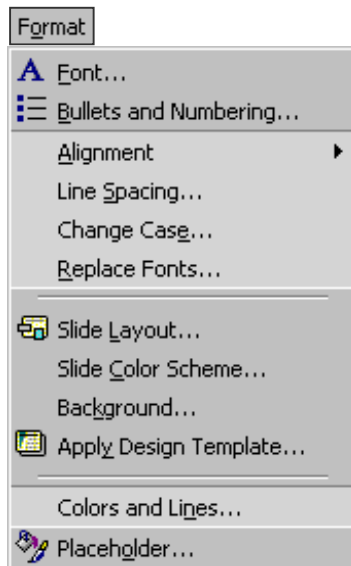 Format
Font...
Bullets and Numbering...
Alignment
Line Spacing...
Change Case...
Replace Fonts...
Slide Layout...
Slide Color Scheme...
Background...
Apply Design Template...
Colors and Lines...
Placeholder...